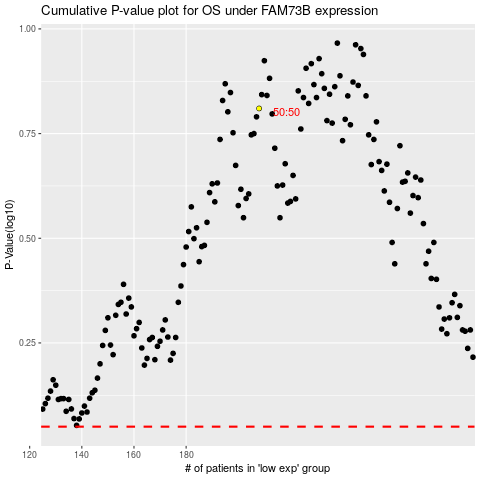 Cumulative P-value plot for OS under FAM73B expression
1.00
0.75
0.50
0.25
P-Value(log10)
50:50
120 140 160 180
# of patients in 'low exp' group